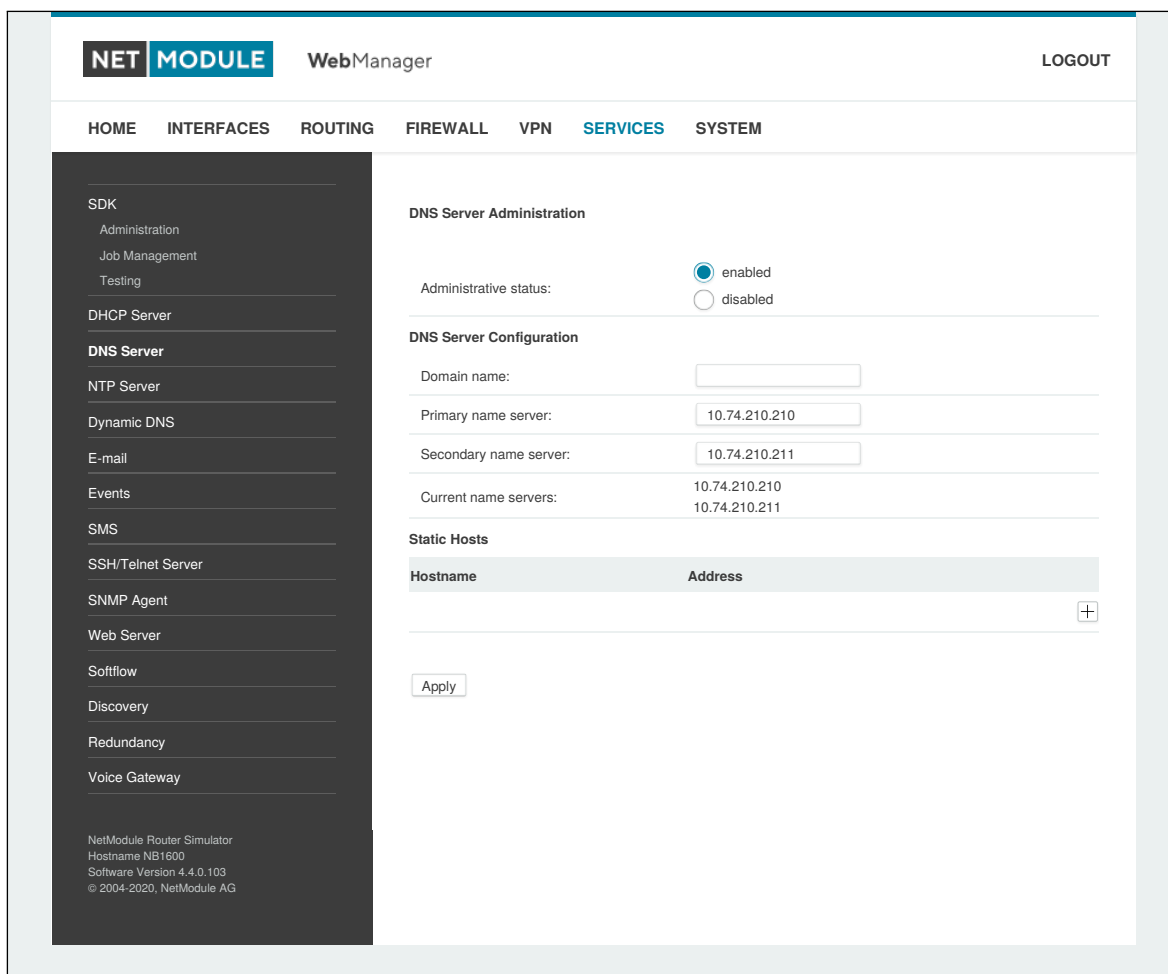 NET MODULE WebManager LOGOUT
HOME INTERFACES ROUTING FIREWALL VPN SERVICES SYSTEM
SDK
Administration
Job Management
Testing
DHCP Server
DNS Server
NTP Server
Dynamic DNS
E-mail
Events
SMS
SSH/Telnet Server
SNMP Agent
Web Server
Softflow
Discovery
Redundancy
Voice Gateway
NetModule Router Simulator
Hostname NB1600
Software Version 4.4.0.103
© 2004-2020, NetModule AG
DNS Server Administration
Administrative status:
enabled
disabled
DNS Server Configuration
Domain name:
Primary name server: 10.74.210.210
Secondary name server: 10.74.210.211
Current name servers:
10.74.210.210
10.74.210.211
Static Hosts
Hostname Address
Apply